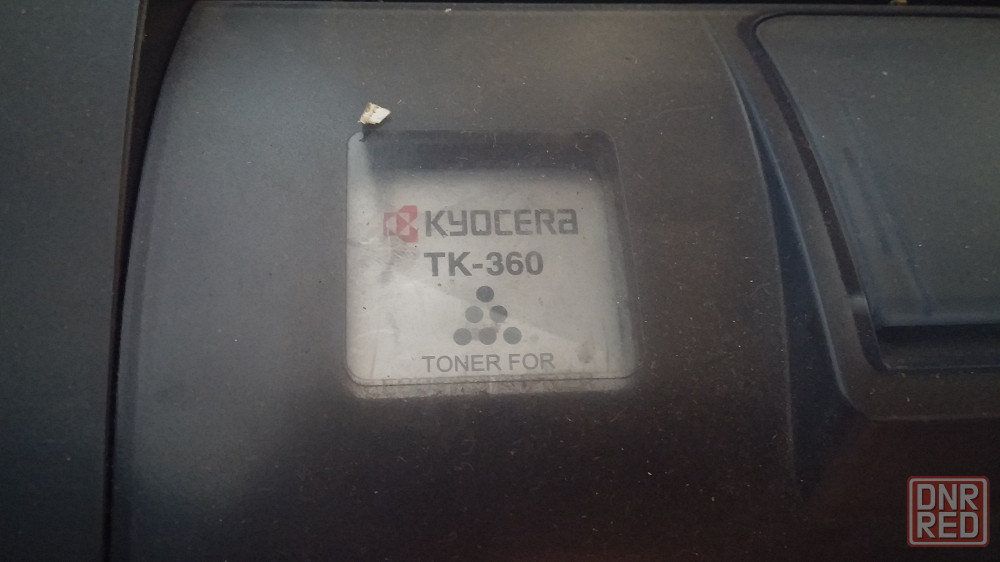 KYOCERA
TK-360
TONER FOR
DNR
RED